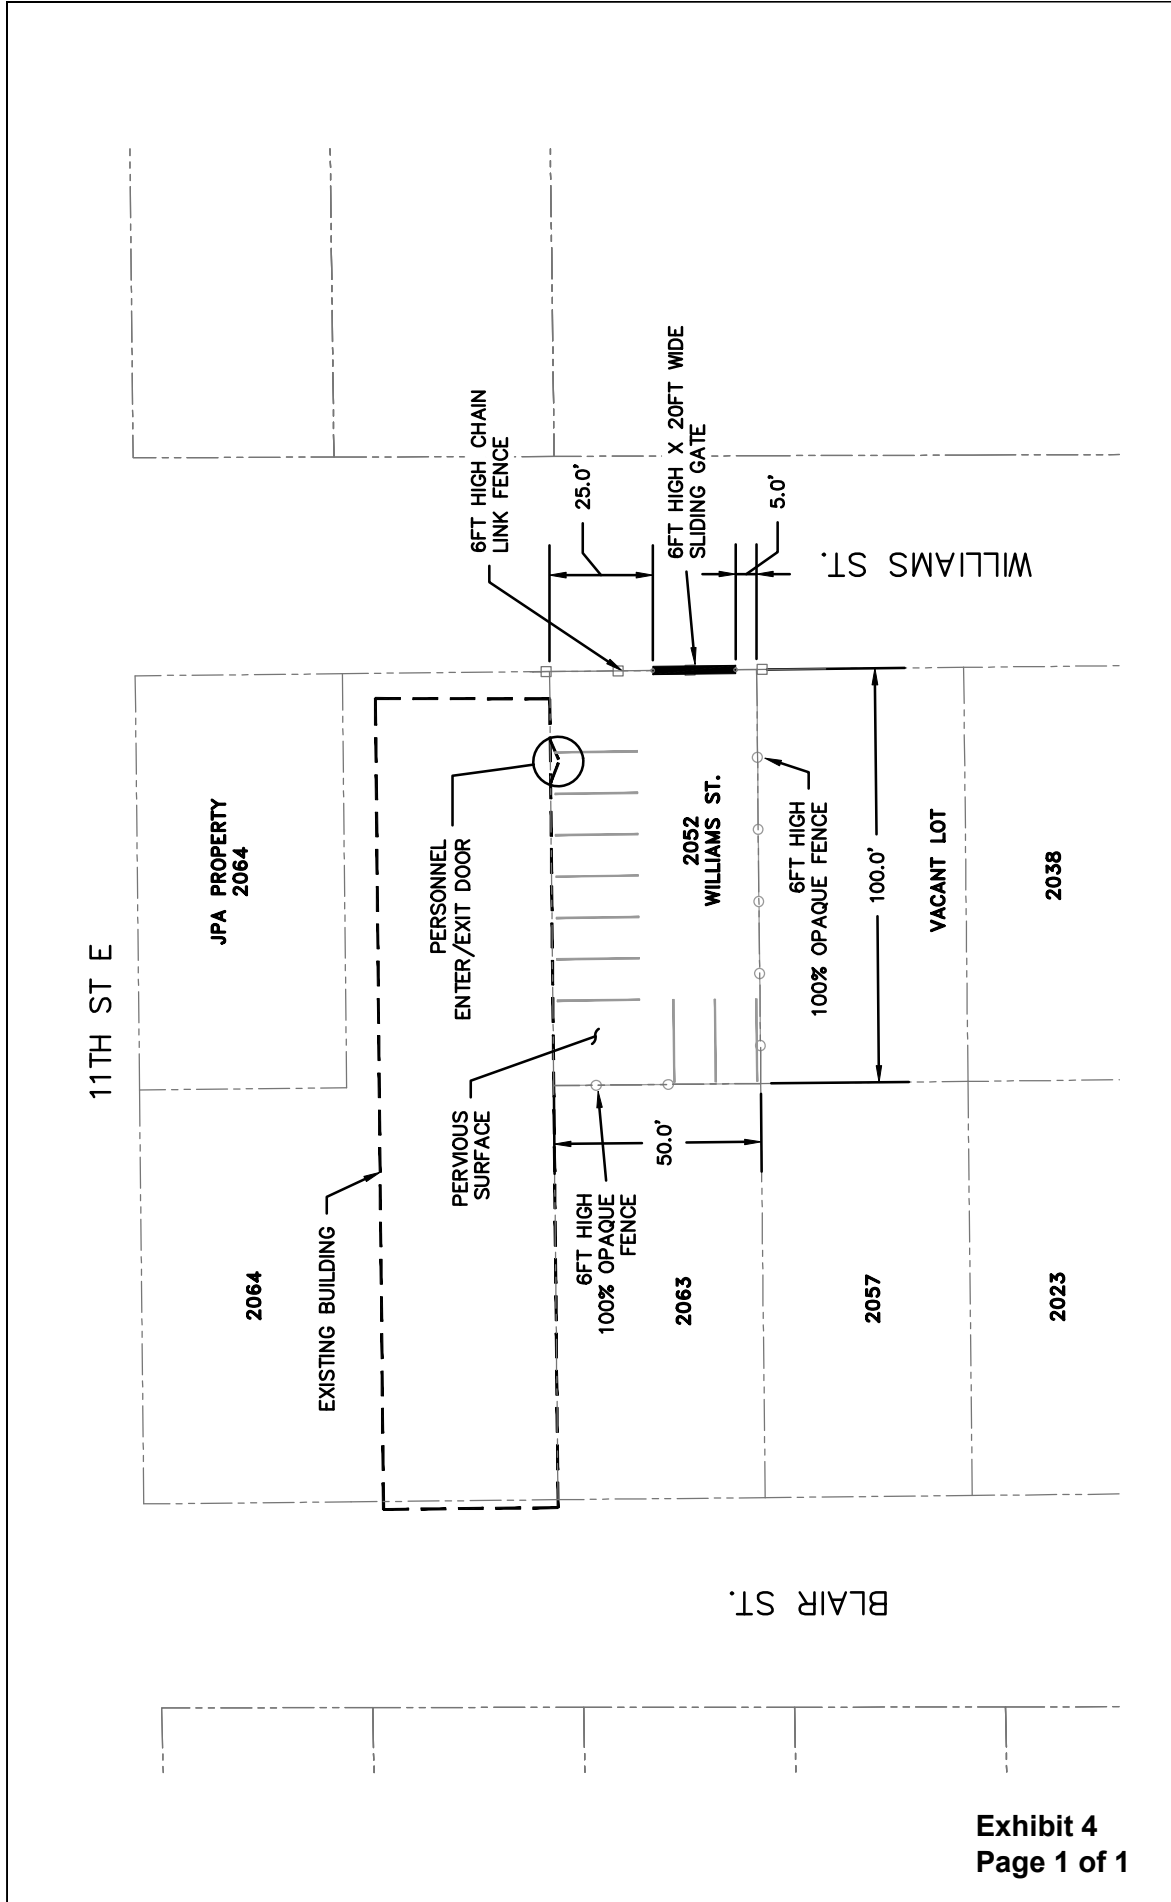 11TH ST E
JPA PROPERTY
2064
2064
EXISTING BUILDING
PERSONNEL
ENTER/EXIT DOOR
PERVIOUS
SURFACE
6FT HIGH CHAIN
LINK FENCE
25.0'
6FT HIGH X 20FT WIDE
SLIDING GATE
5.0'
WILLIAMS ST.
2052
WILLIAMS ST.
6FT HIGH
100% OPAQUE FENCE
100.0'
VACANT LOT
2038
50.0'
6FT HIGH
100% OPAQUE
FENCE
2063
2057
2023
BLAIR ST.
Exhibit 4
Page 1 of 1